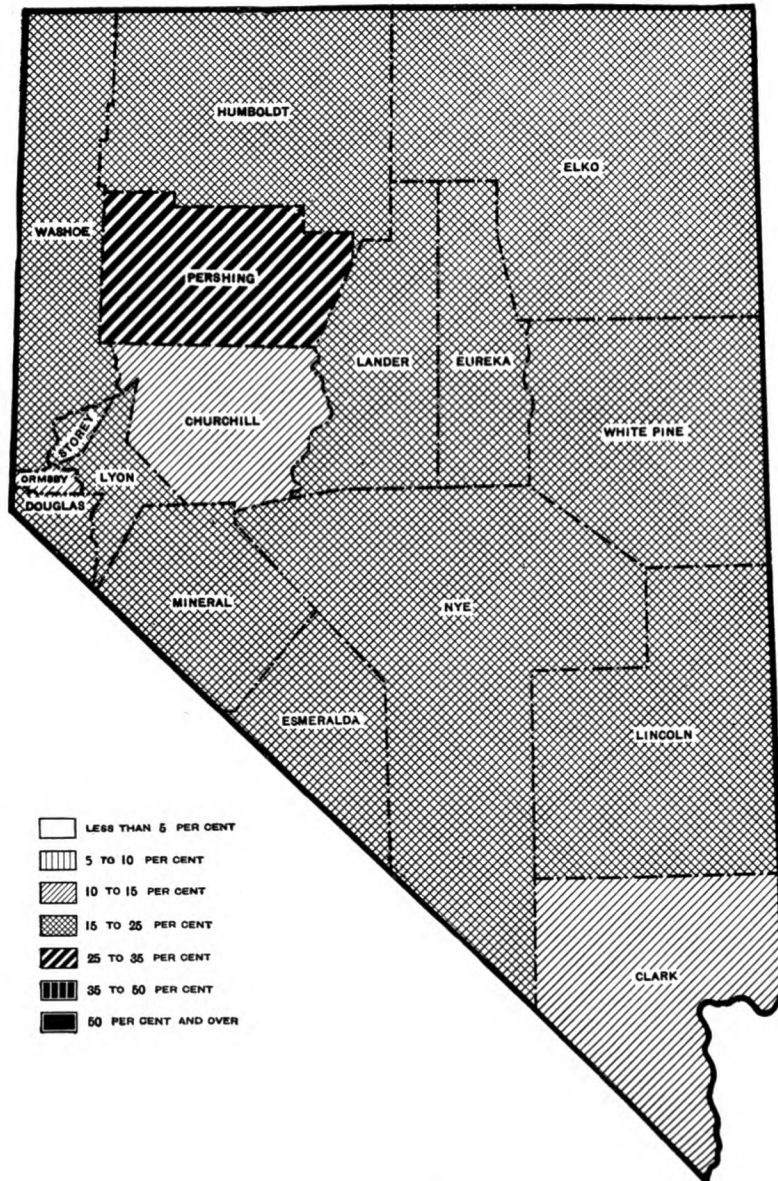 HUMBOLDT
ELKO
WASHOE
PERSHING
LANDER
EUREKA
CHURCHILL
WHITE PINE
STOREY
ORMSBY
LYON
DOUGLAS
MINERAL
NYE
ESMERALDA
LINCOLN
CLARK
LESS THAN 5 PER CENT
5 TO 10 PER CENT
10 TO 15 PER CENT
15 TO 25 PER CENT
25 TO 35 PER CENT
35 TO 50 PER CENT
50 PER CENT AND OVER